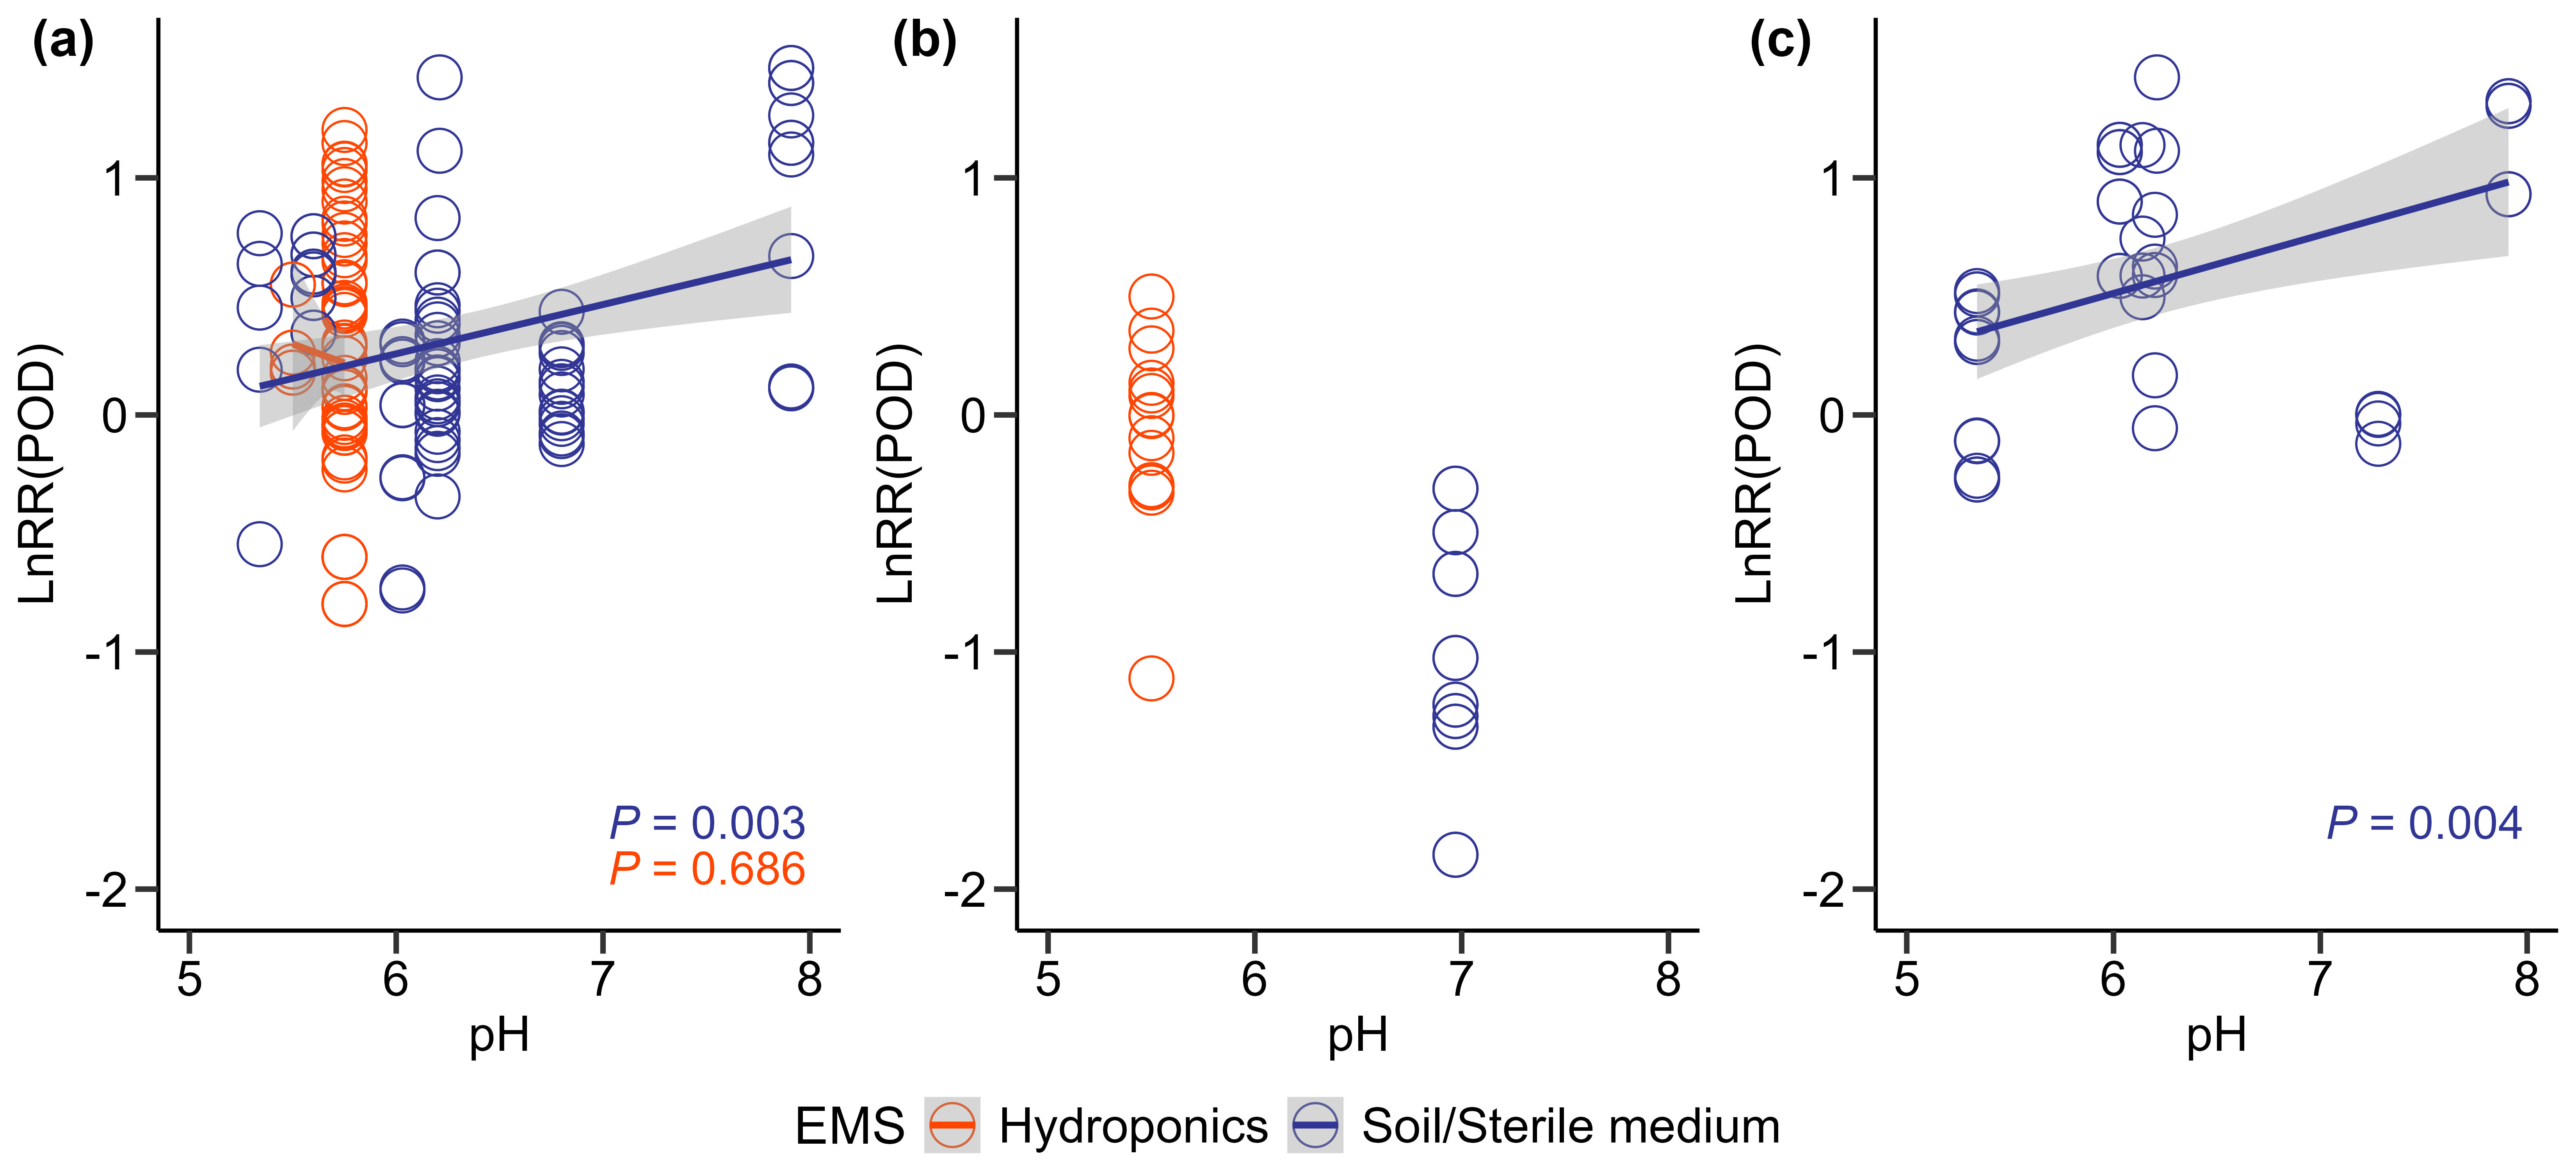 (a) (b) (c)
LnRR(POD) LnRR(POD) LnRR(POD)
1 1 1
0 0 0
-1 -1 -1
P = 0.003 P = 0.004
P = 0.686
-2 -2 -2
5 6 7 8 5 6 7 8 5 6 7 8
pH pH pH
EMS Hydroponics Soil/Sterile medium